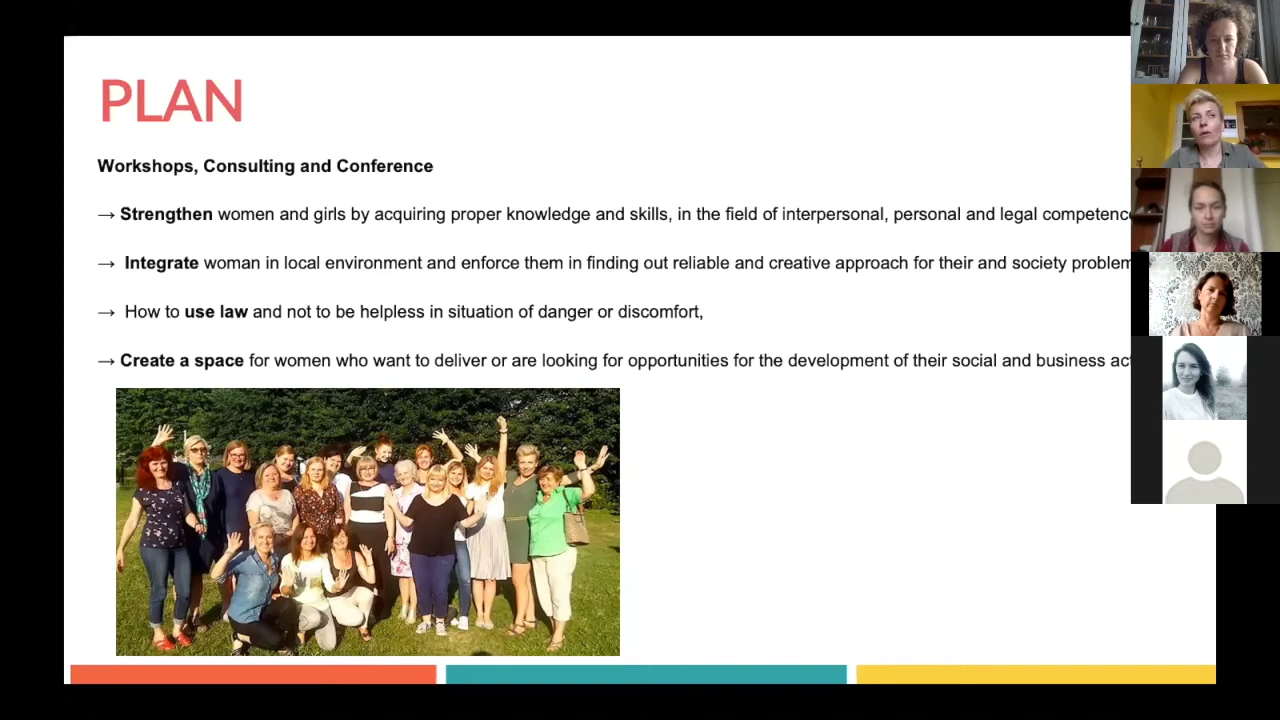 PLAN
Workshops, Consulting and Conference
→ Strengthen women and girls by acquiring proper knowledge and skills, in the field of interpersonal, personal and legal
→ Integrate woman in local environment and enforce them in finding out reliable and creative approach for their and society
→ How to use law and not to be helpless in situation of danger or discomfort,
→ Create a space for women who want to deliver or are looking for opportunities for the development of their social and business